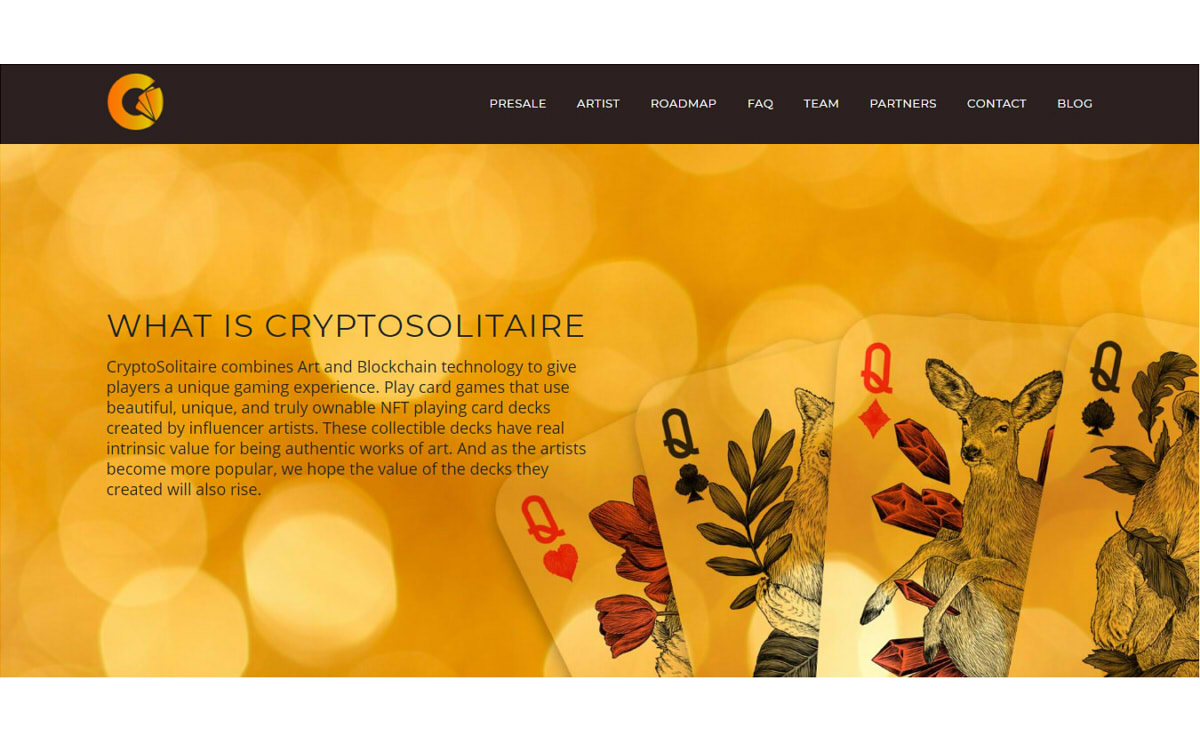 PRESALE ARTIST ROADMAP FAQ TEAM PARTNERS CONTACT BLOG
WHAT IS CRYPTOSOLITAIRE
CryptoSolitaire combines Art and Blockchain technology to give
players a unique gaming experience. Play card games that use
beautiful, unique, and truly ownable NFT playing card decks
created by influencer artists. These collectible decks have real
intrinsic value for being authentic works of art. And as the artists
become more popular, we hope the value of the decks they
created will also rise.
Q
Q
Q
Q